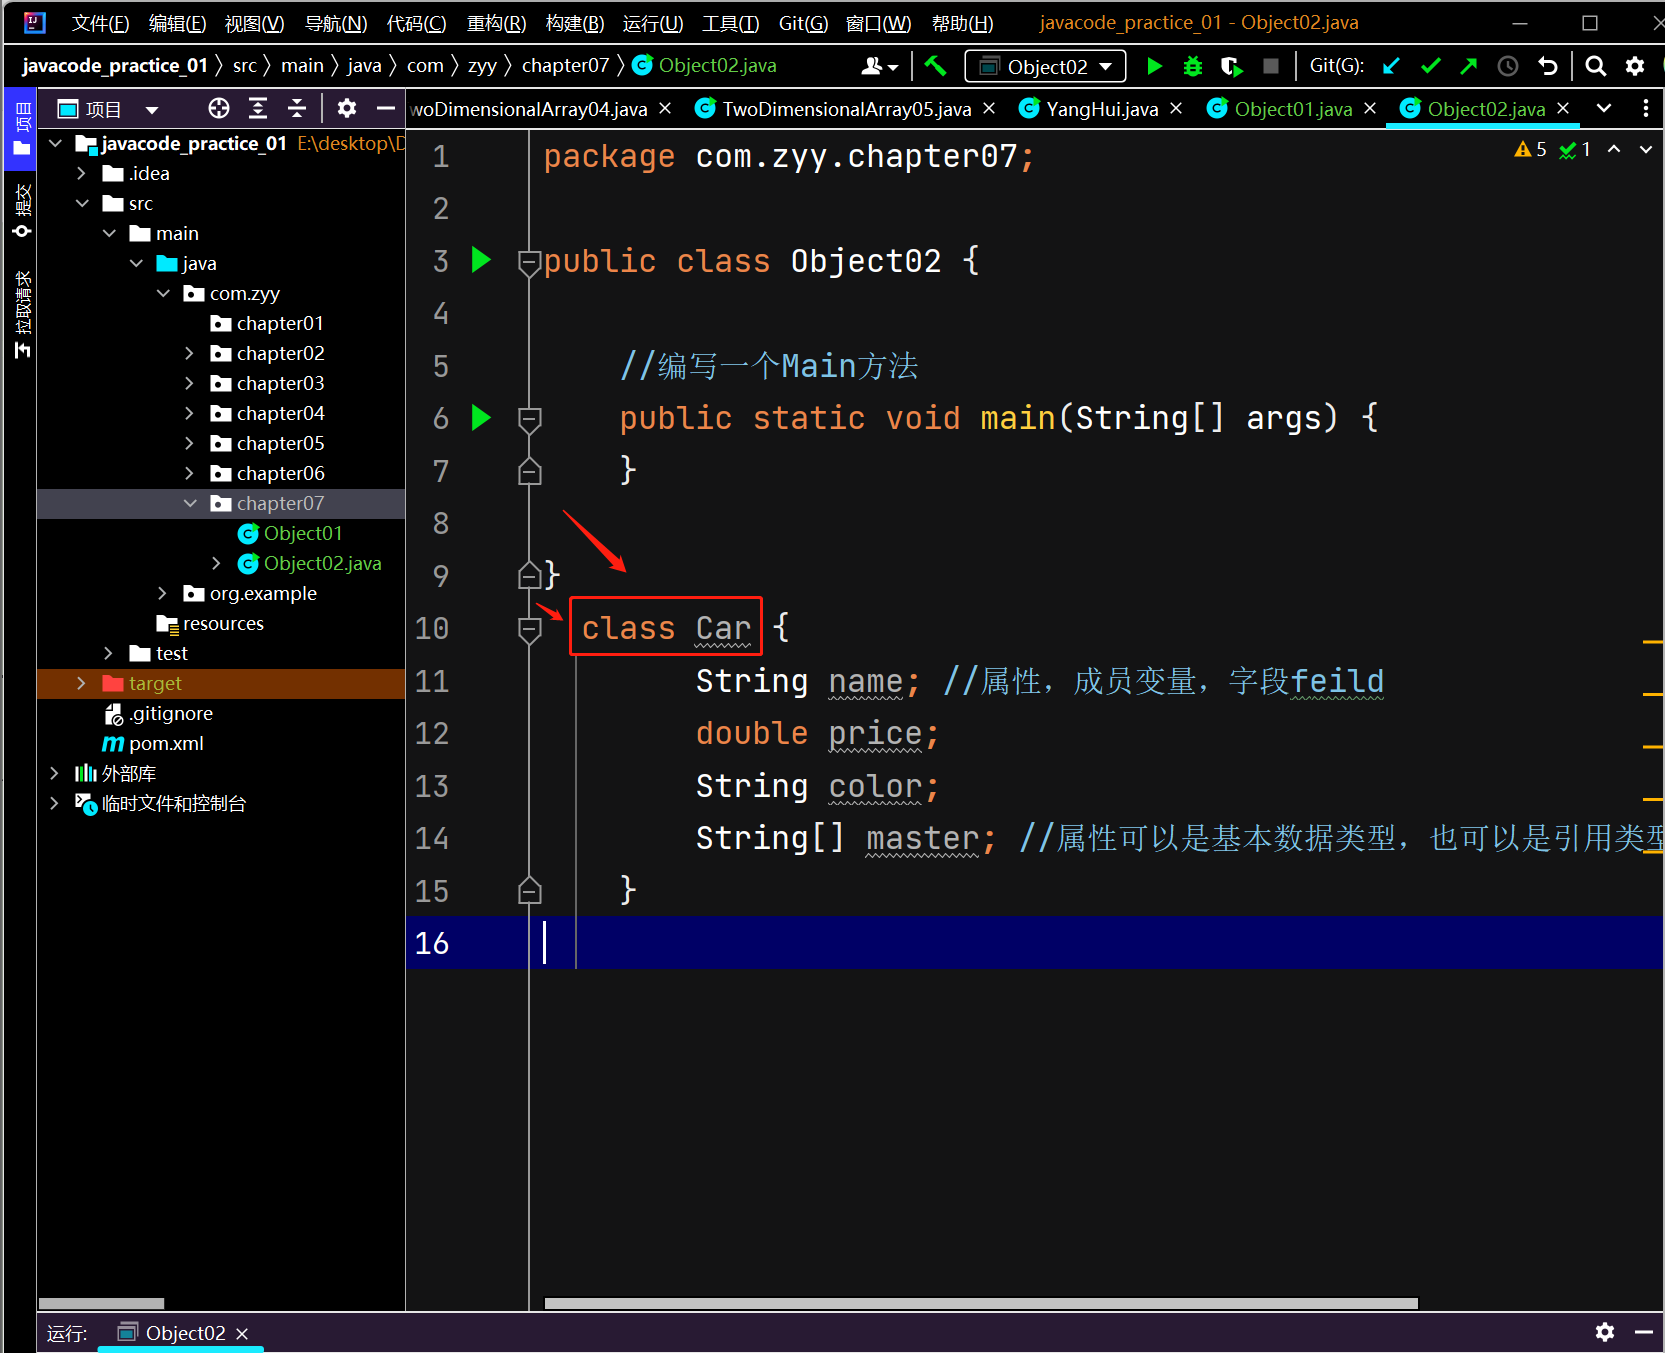 文件(F) 编辑(E) 视图(V) 导航(N) 代码(C) 重构(R) 构建(B) 运行(U) 工具(T) Git(G) 窗口(W) 帮助(H) javacode_practice_01 - Object02.java
javacode_practice_01 src main java com zyy chapter07 Object02.java Object02 Git(G):
项目 woDimensionalArray04.java TwoDimensionalArray05.java YangHui.java Object01.java Object02.java
项目
提交
拉取请求
javacode_practice_01 E:\desktop\D
.idea
src
main
java
com.zyy
chapter01
chapter02
chapter03
chapter04
chapter05
chapter06
chapter07
Object01
Object02.java
org.example
resources
test
target
.gitignore
pom.xml
外部库
临时文件和控制台
5 1
1 package com.zyy.chapter07;
2
3 public class Object02 {
4
5 //编写一个Main方法
6 public static void main(String[] args) {
7 }
8
9 }
10 class Car {
11 String name; //属性，成员变量，字段feild
12 double price;
13 String color;
14 String[] master; //属性可以是基本数据类型，也可以是引用类型
15 }
16
运行: Object02